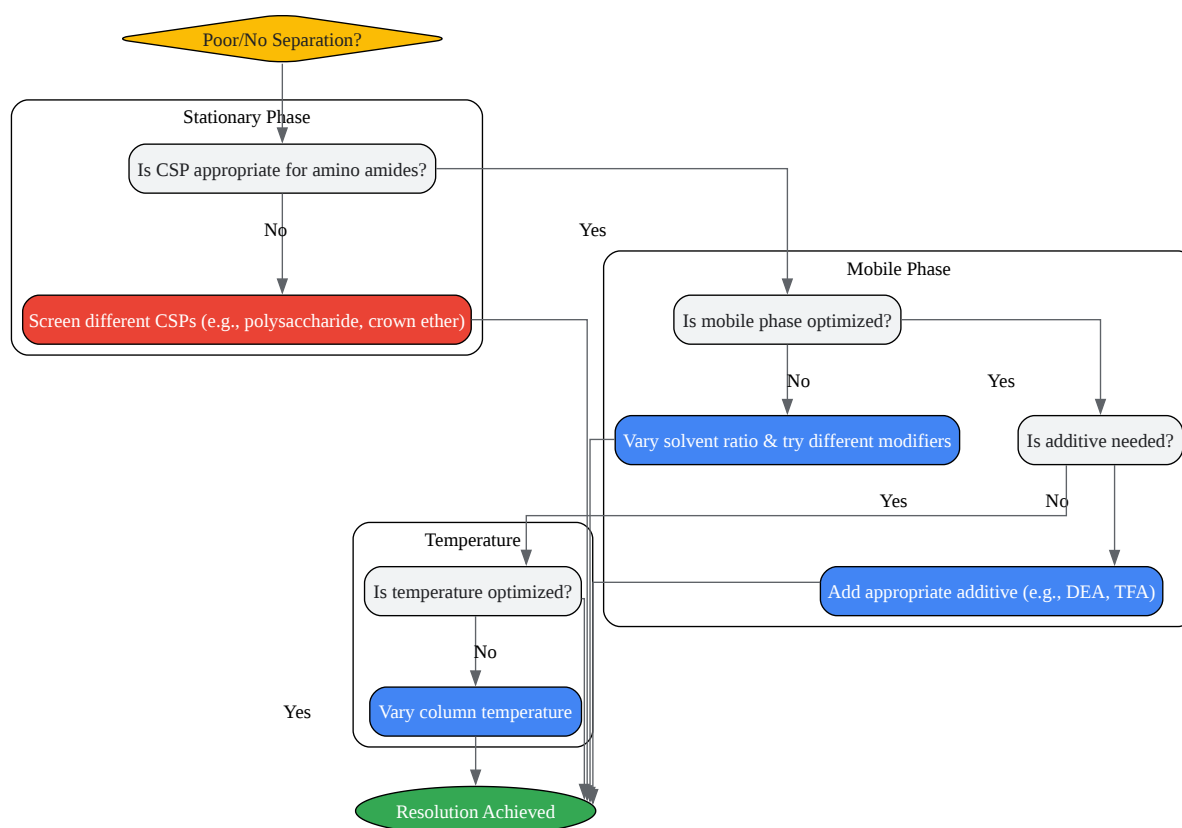 Poor/No Separation?
Stationary Phase
Is CSP appropriate for amino amides?
No
Yes
Screen different CSPs (e.g., polysaccharide, crown ether)
Mobile Phase
Is mobile phase optimized?
No
Yes
Vary solvent ratio & try different modifiers
Is additive needed?
Yes
No
Temperature
Is temperature optimized?
Add appropriate additive (e.g., DEA, TFA)
No
Yes
Vary column temperature
Resolution Achieved